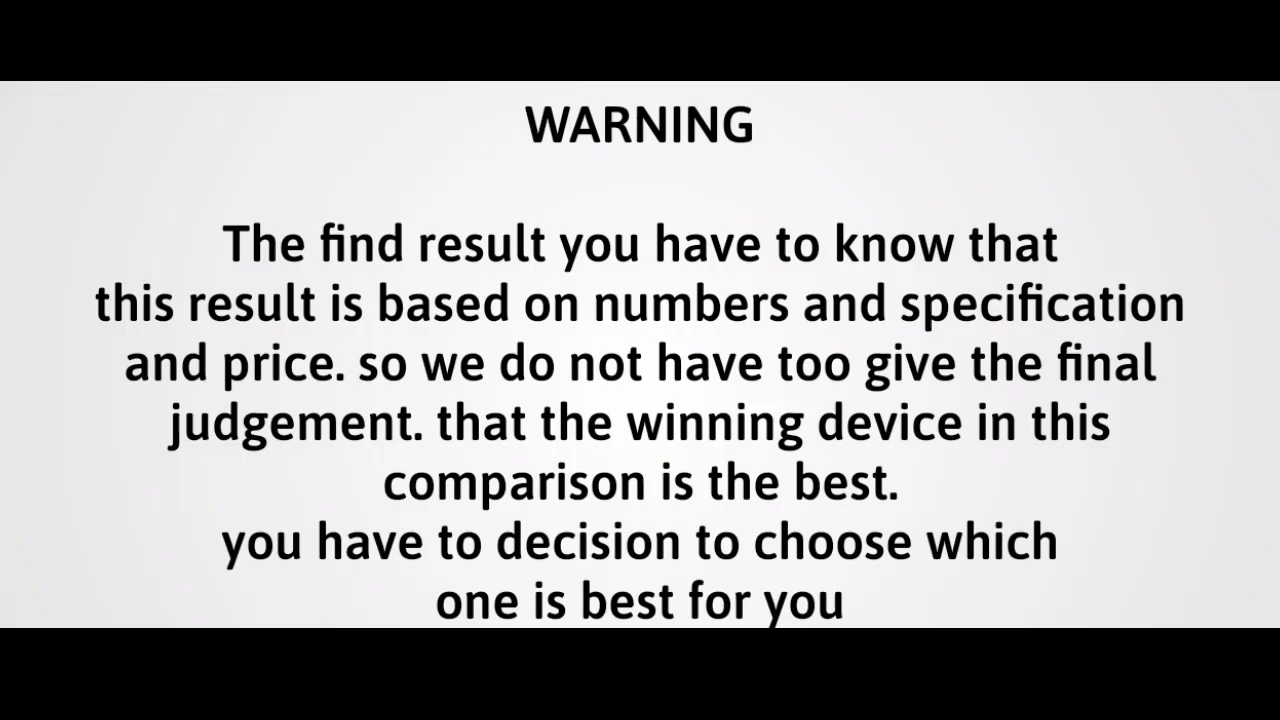 WARNING
The find result you have to know that
this result is based on numbers and specification
and price. so we do not have too give the final
judgement. that the winning device in this
comparison is the best.
you have to decision to choose which
one is best for you